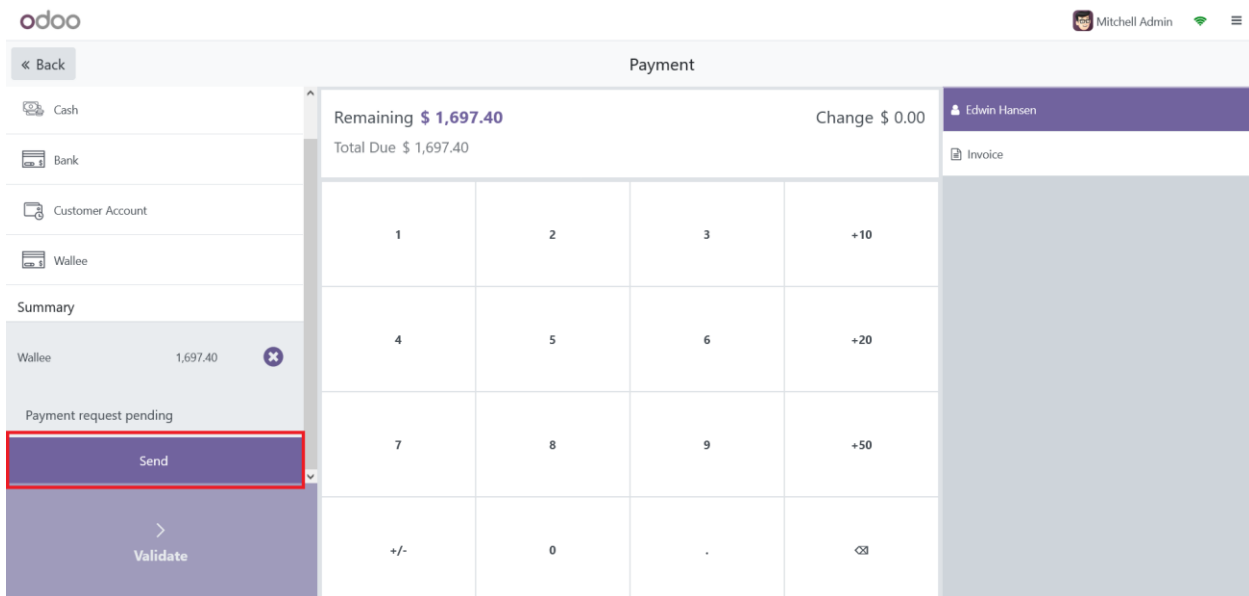 odoo
Mitchell Admin
« Back
Payment
Cash
Bank
Customer Account
Wallee
Summary
Wallee 1,697.40
Payment request pending
Send
Validate
Remaining $ 1,697.40 Change $ 0.00
Total Due $ 1,697.40
1 2 3 +10
4 5 6 +20
7 8 9 +50
+/- 0 .
Edwin Hansen
Invoice